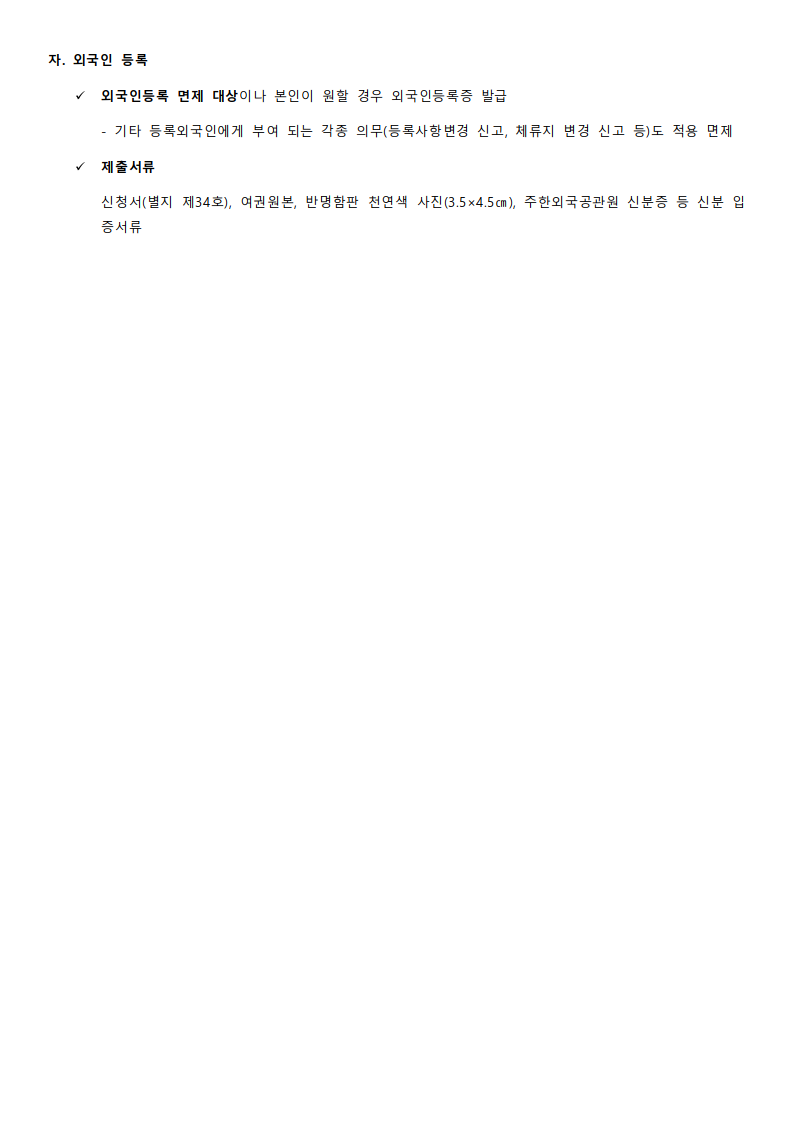 자. 외국인 등록
✓ 외국인등록 면제 대상이나 본인이 원할 경우 외국인등록증 발급
- 기타 등록외국인에게 부여 되는 각종 의무(등록사항변경 신고, 체류지 변경 신고 등)도 적용 면제
✓ 제출서류
신청서(별지 제34호), 여권원본, 반명함판 천연색 사진(3.5×4.5㎝), 주한외국공관원 신분증 등 신분 입
증서류